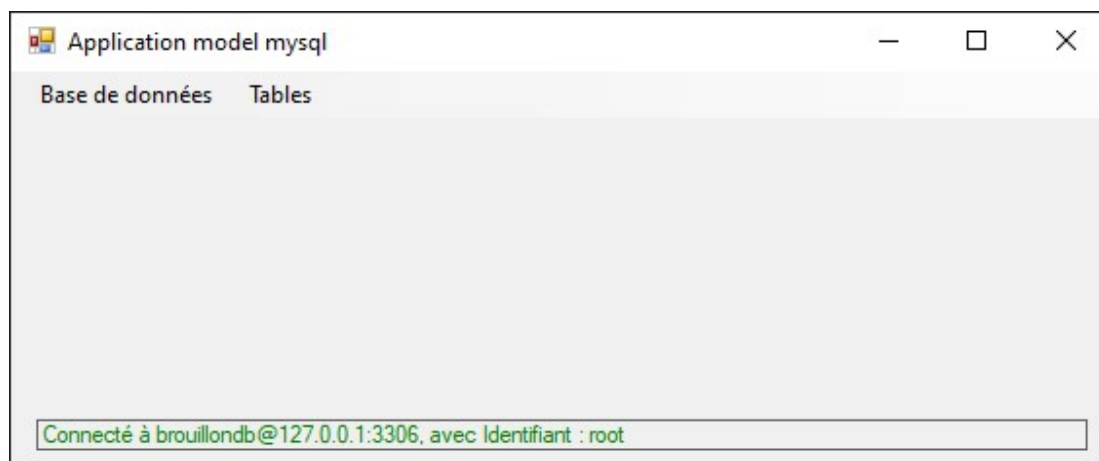 Application model mysql
Base de données Tables
Connecté à brouillondb@127.0.0.1:3306, avec Identifiant : root